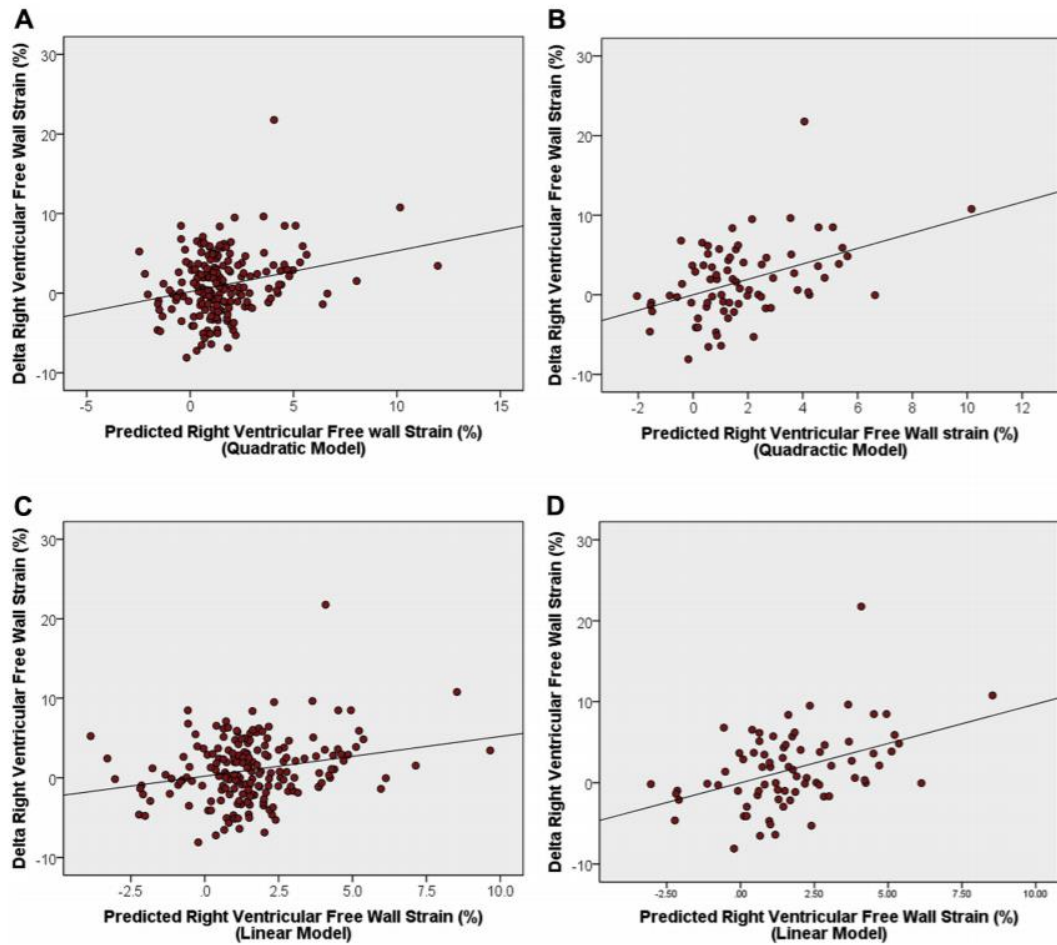 A
Delta Right Ventricular Free Wall Strain (%)
30
20
10
0
-10
-5
0
5
10
15
Predicted Right Ventricular Free wall Strain (%)
(Quadratic Model)
B
Delta Right Ventricular Free Wall Strain (%)
30
20
10
0
-10
-2
0
2
4
6
8
10
12
Predicted Right Ventricular Free Wall strain (%)
(Quadractic Model)
C
Delta Right Ventricular Free Wall Strain (%)
30
20
10
0
-10
-2.5
.0
2.5
5.0
7.5
10.0
Predicted Right Ventricular Free Wall Strain (%)
(Linear Model)
D
Delta Right Ventricular Free Wall Strain (%)
30
20
10
0
-10
-2.50
.00
2.50
5.00
7.50
10.00
Predicted Right Ventricular Free Wall Strain (%)
(Linear Model)